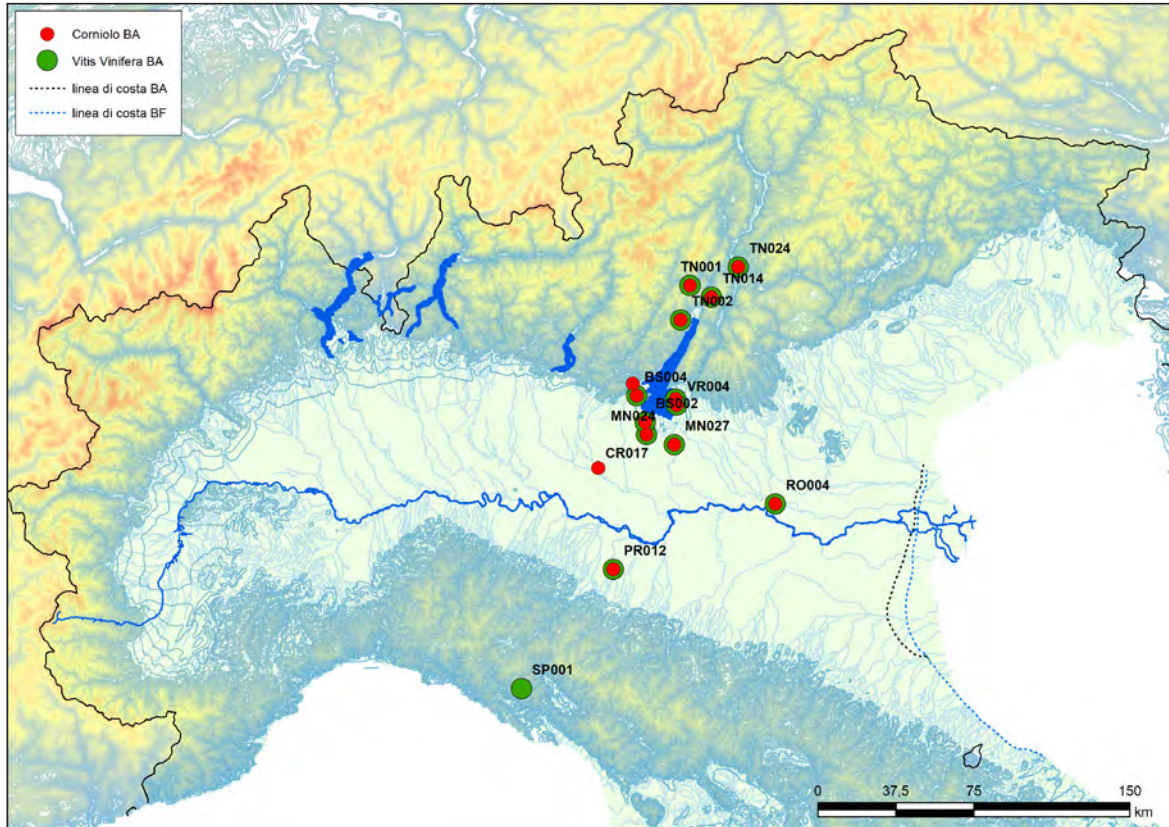 Corniolo BA
Vitis Vinifera BA
linea di costa BA
linea di costa BF
TN024
TN001
TN014
TN002
BS004
VR004
BS002
MN024
MN027
CR017
RO004
PR012
SP001
0 37,5 75 150
km